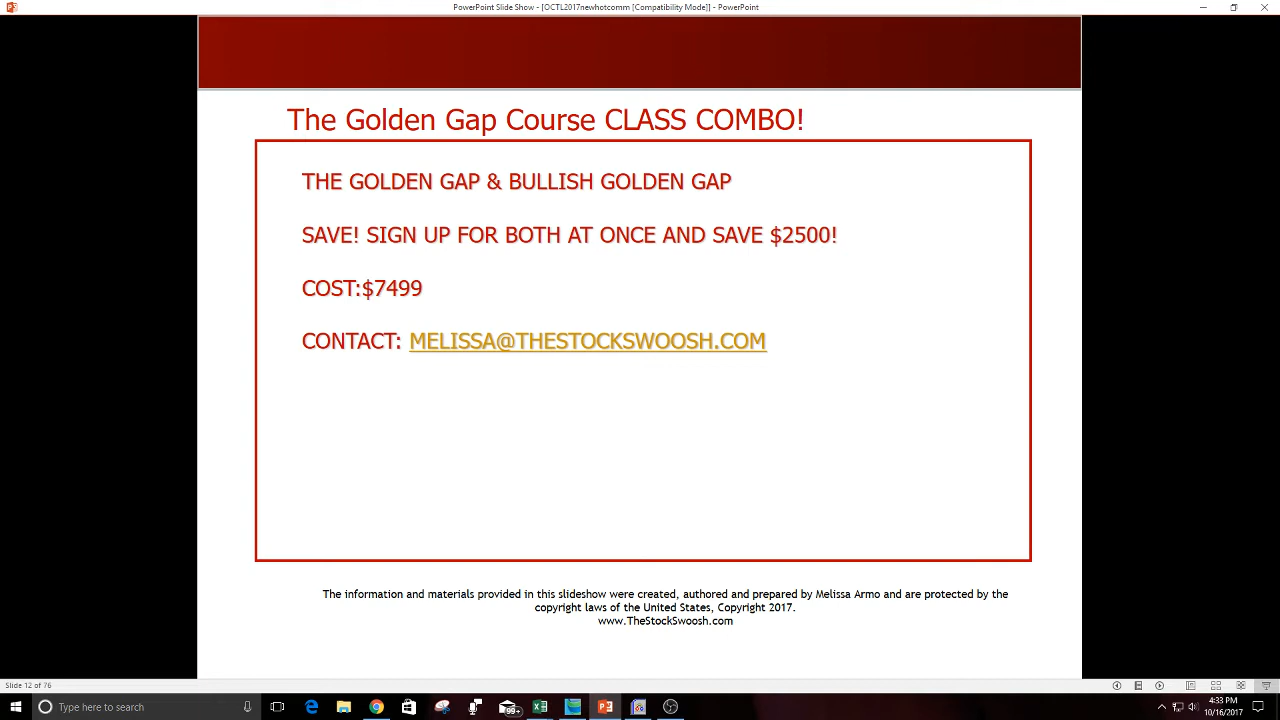 PowerPoint Slide Show - [OCTL2017newhotcomm [Compatibility Mode]] - PowerPoint
The Golden Gap Course CLASS COMBO!
THE GOLDEN GAP & BULLISH GOLDEN GAP
SAVE! SIGN UP FOR BOTH AT ONCE AND SAVE $2500!
COST:$7499
CONTACT: MELISSA@THESTOCKSWOOSH.COM
The information and materials provided in this slideshow were created, authored and prepared by Melissa Armo and are protected by the
copyright laws of the United States, Copyright 2017.
www.TheStockSwoosh.com
Slide 12 of 76
Type here to search
99+
4:33 PM
10/16/2017